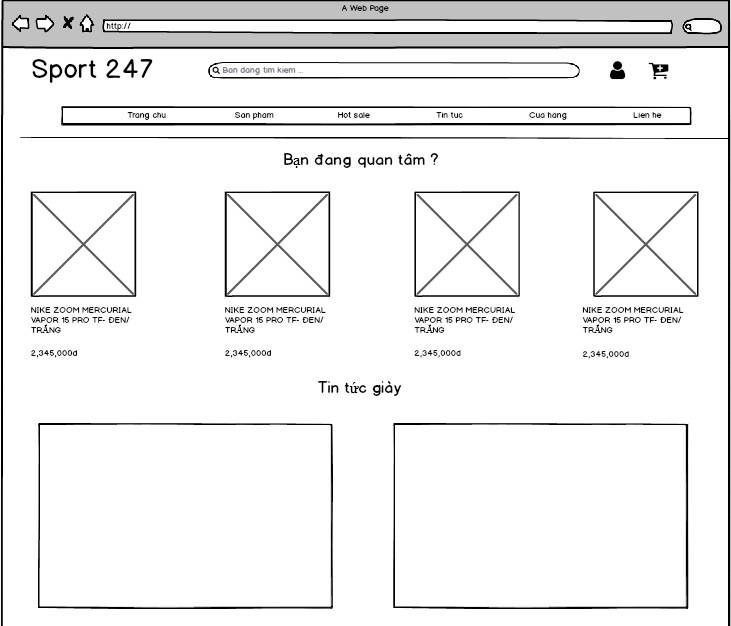 A Web Page
http://
Sport 247
Ban dang tim kiem ...
Trang chu San pham Hot sale Tin tuc Cua hang Lien he
Bạn đang quan tâm ?
NIKE ZOOM MERCURIAL
VAPOR 15 PRO TF- ĐEN/
TRẮNG
2,345,000đ
NIKE ZOOM MERCURIAL
VAPOR 15 PRO TF- ĐEN/
TRẮNG
2,345,000đ
NIKE ZOOM MERCURIAL
VAPOR 15 PRO TF- ĐEN/
TRẮNG
2,345,000đ
NIKE ZOOM MERCURIAL
VAPOR 15 PRO TF- ĐEN/
TRẮNG
2,345,000đ
Tin tức giày